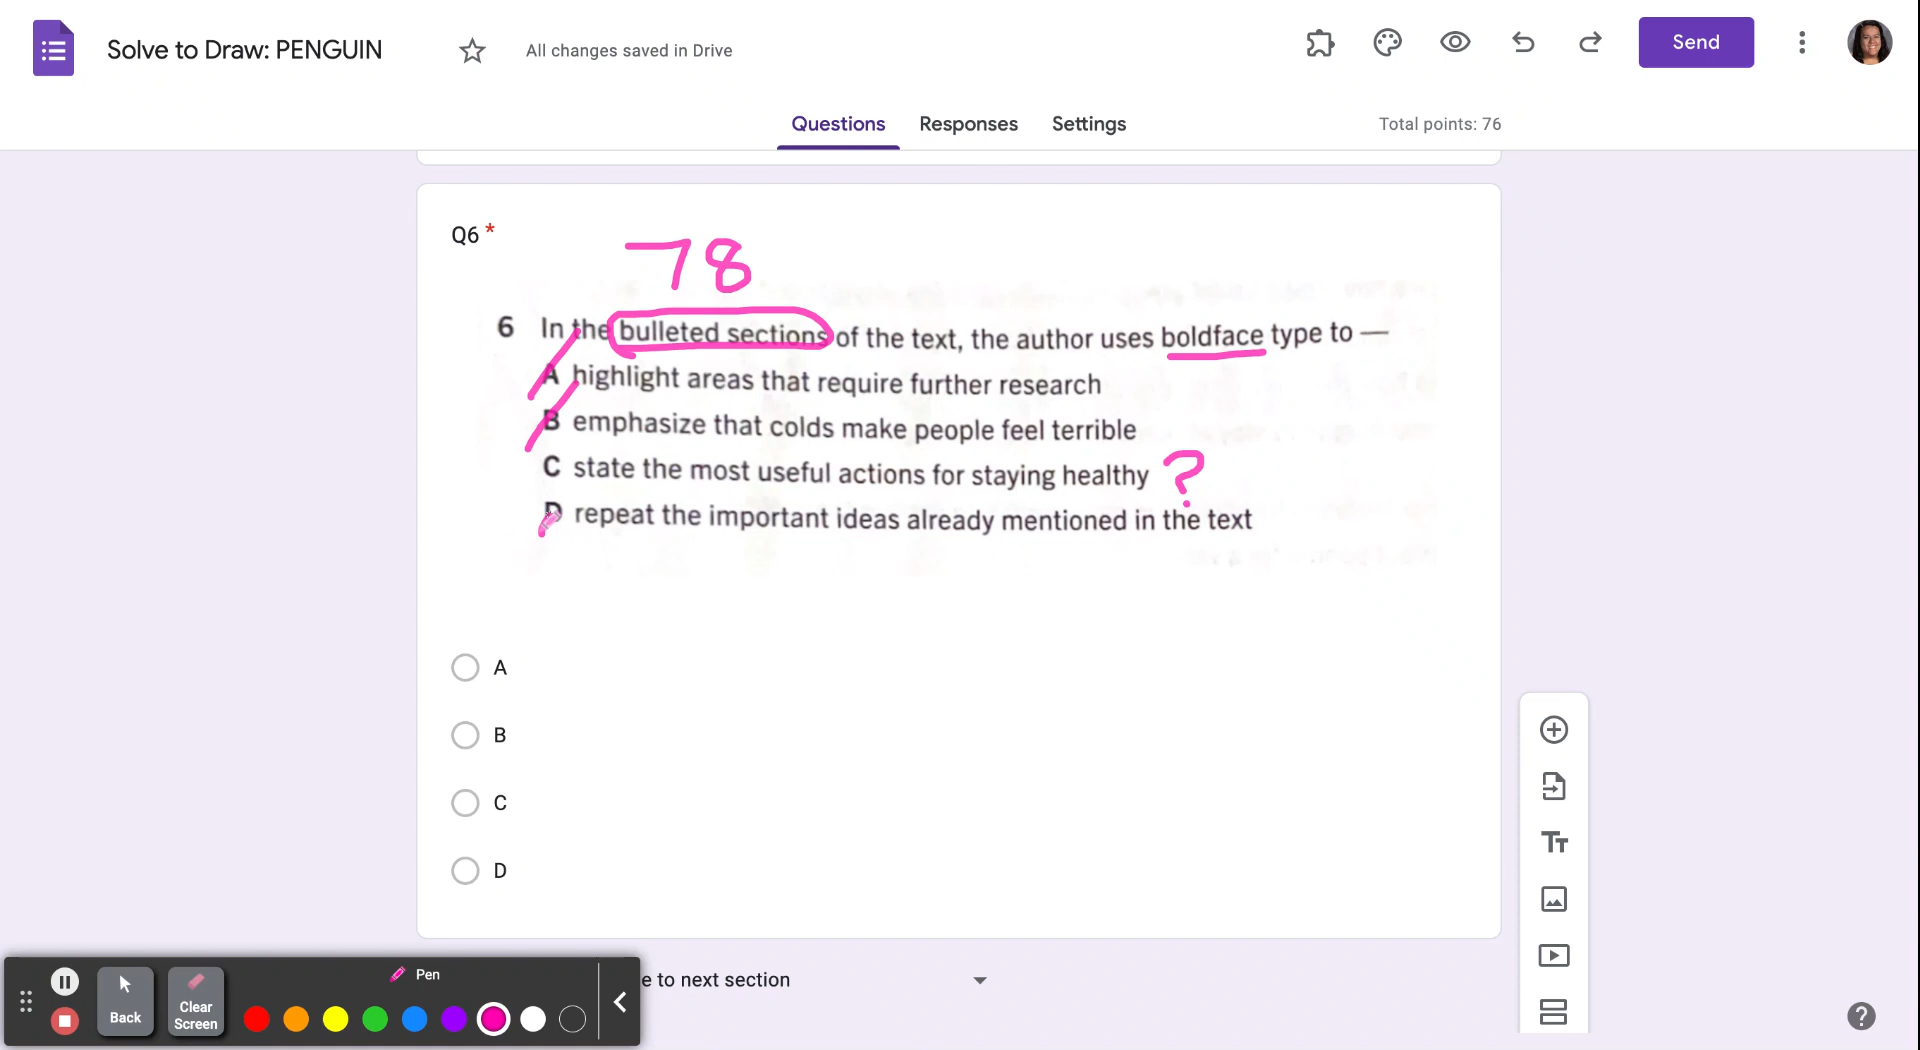 Solve to Draw: PENGUIN
All changes saved in Drive
Send
Questions
Responses
Settings
Total points: 76
Q6 *
78
6 In the bulleted sections of the text, the author uses boldface type to —
A highlight areas that require further research
B emphasize that colds make people feel terrible
C state the most useful actions for staying healthy ?
D repeat the important ideas already mentioned in the text
A
B
C
D
e to next section
Pen
Back
Clear
Screen